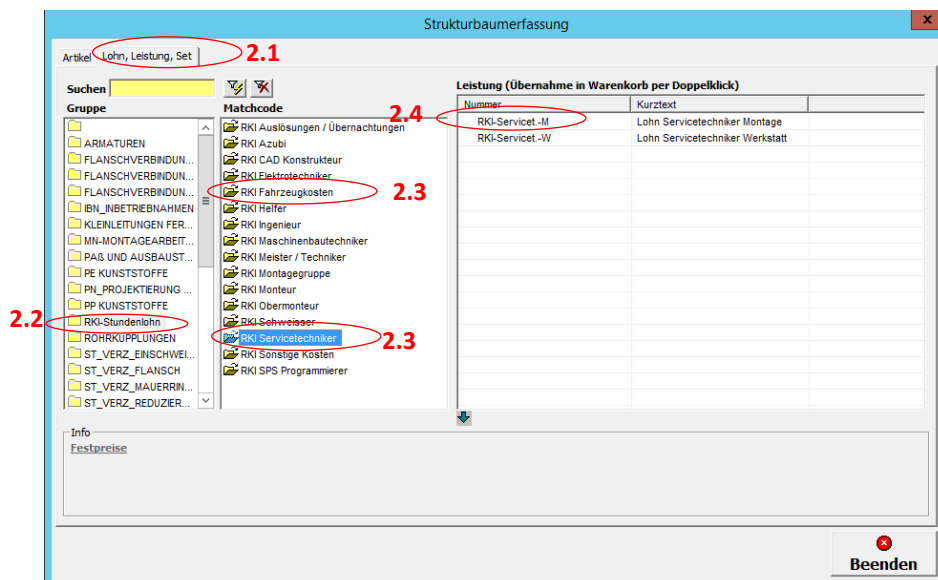 Strukturbaumerfassung
x
Artikel
Lohn, Leistung, Set
2.1
Suchen
Gruppe
ARMATUREN
FLANSCHVERBINDUN...
FLANSCHVERBINDUN...
FLANSCHVERBINDUN...
IBN_INBETRIEBNAHMEN
KLEINLEITUNGEN FER...
MN-MONTAGEARBEIT...
PAß UND AUSBAUST...
PE KUNSTSTOFFE
PN_PROJEKTIERUNG ...
PP KUNSTSTOFFE
2.2
RKI-Stundenlohn
ROHRKUPPLUNGEN
ST_VERZ_EINSCHWEI...
ST_VERZ_FLANSCH
ST_VERZ_MAUERRIN...
ST_VERZ_REDUZIER...
Matchcode
RKI Auslösungen / Übernachtungen
RKI Azubi
RKI CAD Konstrukteur
RKI Elektrotechniker
RKI Fahrzeugkosten
2.3
RKI Helfer
RKI Ingenieur
RKI Maschinenbautechniker
RKI Meister / Techniker
RKI Montagegruppe
RKI Monteur
RKI Obermonteur
RKI Schweisser
RKI Servicetechniker
2.3
RKI Sonstige Kosten
RKI SPS Programmierer
Leistung (Übernahme in Warenkorb per Doppelklick)
Nummer Kurztext
2.4
RKI-Servicet.-M Lohn Servicetechniker Montage
RKI-Servicet.-W Lohn Servicetechniker Werkstatt
Info
Festpreise
Beenden